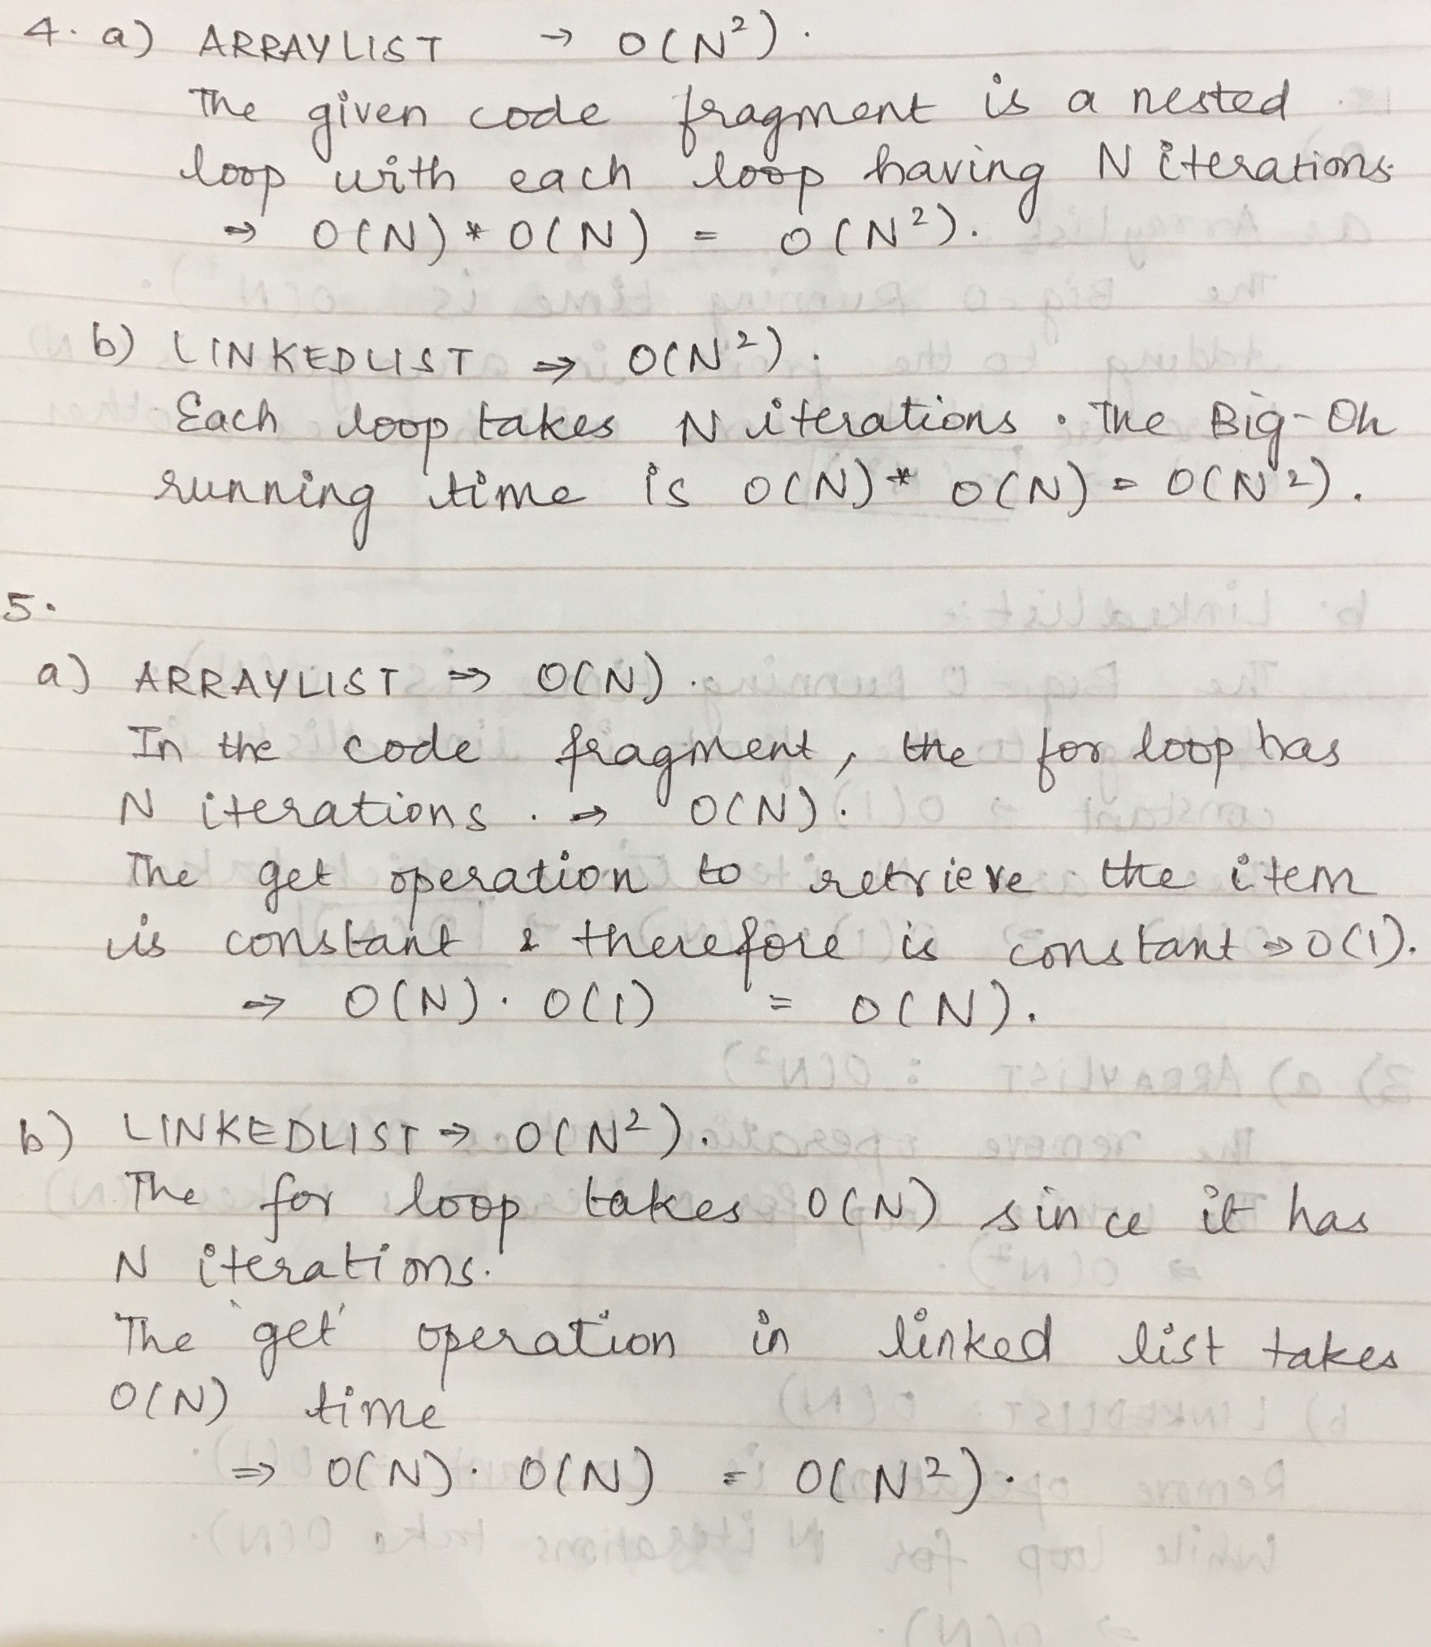 4. a) ARRAYLIST → O(N²).
The given code fragment is a nested
loop with each loop having N iterations
⇒ O(N) * O(N) = O(N²).
b) LINKEDLIST ⇒ O(N²).
Each loop takes N iterations. The Big-Oh
running time is O(N) * O(N) = O(N²).
5.
a) ARRAYLIST ⇒ O(N).
In the code fragment, the for loop has
N iterations. ⇒ O(N).
The get operation to retrieve the item
is constant & therefore is constant ⇒ O(1).
⇒ O(N). O(1) = O(N).
b) LINKEDLIST → O(N²).
The for loop takes O(N) since it has
N iterations.
The 'get' operation in linked list takes
O(N) time
⇒ O(N). O(N) = O(N²).